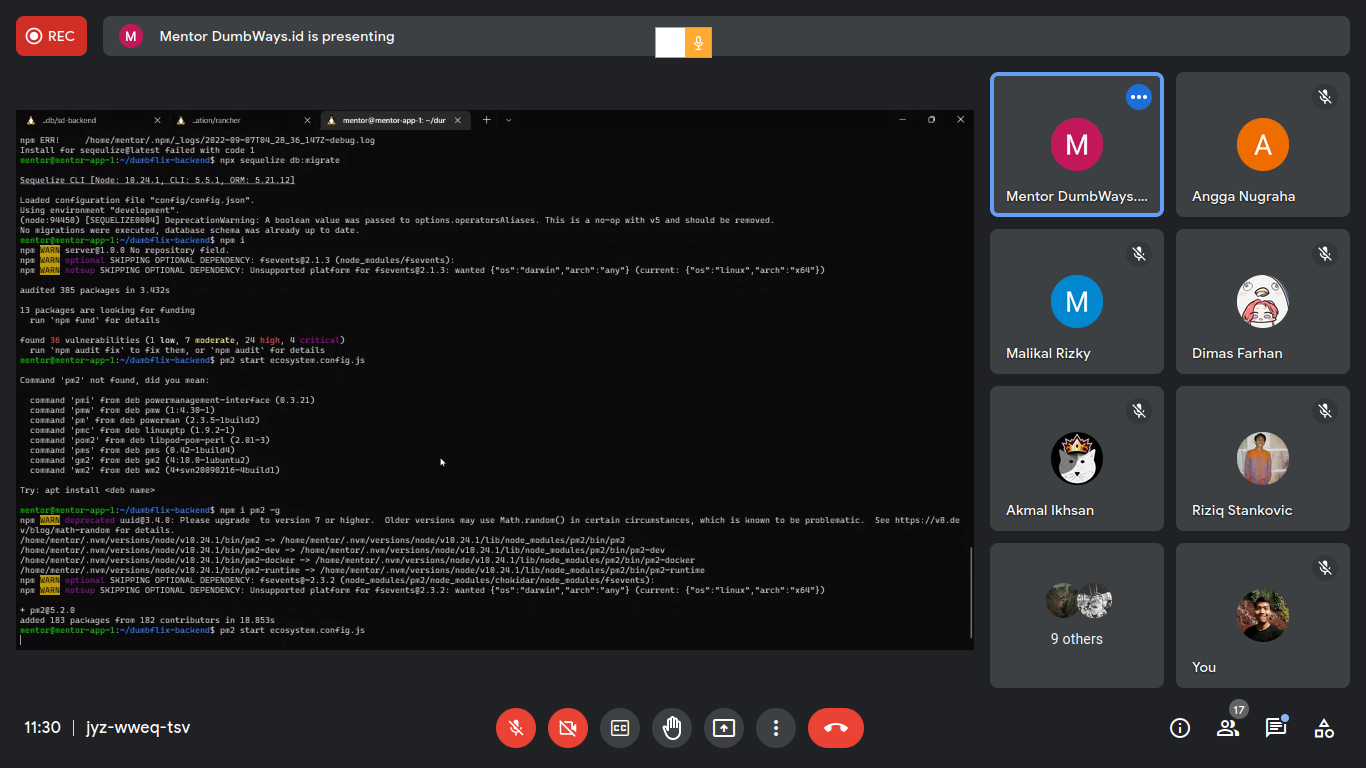 REC
M
Mentor DumbWays.id is presenting
..db/sd-backend
..ation/rancher
mentor@mentor-app-1: ~/dur
npm ERR!     /home/mentor/.npm/_logs/2022-09-07T04_28_36_147Z-debug.log
Install for seqeulize@latest failed with code 1
mentor@mentor-app-1:~/dumbflix-backend$ npx sequelize db:migrate
Sequelize CLI [Node: 10.24.1, CLI: 5.5.1, ORM: 5.21.12]
Loaded configuration file "config/config.json".
Using environment "development".
(node:94450) [SEQUELIZE0004] DeprecationWarning: A boolean value was passed to options.operatorsAliases. This is a no-op with v5 and should be removed.
No migrations were executed, database schema was already up to date.
mentor@mentor-app-1:~/dumbflix-backend$ npm i
npm WARN server@1.0.0 No repository field.
npm WARN optional SKIPPING OPTIONAL DEPENDENCY: fsevents@2.1.3 (node_modules/fsevents):
npm WARN notsup SKIPPING OPTIONAL DEPENDENCY: Unsupported platform for fsevents@2.1.3: wanted {"os":"darwin","arch":"any"} (current: {"os":"linux","arch":"x64"})
audited 385 packages in 3.432s
13 packages are looking for funding
  run `npm fund` for details
found 36 vulnerabilities (1 low, 7 moderate, 24 high, 4 critical)
  run `npm audit fix` to fix them, or `npm audit` for details
mentor@mentor-app-1:~/dumbflix-backend$ pm2 start ecosystem.config.js
Command 'pm2' not found, did you mean:
  command 'pmi' from deb powermanagement-interface (0.3.21)
  command 'pmw' from deb pmw (1:4.30-1)
  command 'pm' from deb powerman (2.3.5-1build2)
  command 'pmc' from deb linuxptp (1.9.2-1)
  command 'pom2' from deb libpod-pom-perl (2.01-3)
  command 'pms' from deb pms (0.42-1build4)
  command 'gm2' from deb gm2 (4:10.0-1ubuntu2)
  command 'wm2' from deb wm2 (4+svn20090216-4build1)
Try: apt install <deb name>
mentor@mentor-app-1:~/dumbflix-backend$ npm i pm2 -g
npm WARN deprecated uuid@3.4.0: Please upgrade  to version 7 or higher.  Older versions may use Math.random() in certain circumstances, which is known to be problematic.  See https://v8.de
v/blog/math-random for details.
/home/mentor/.nvm/versions/node/v10.24.1/bin/pm2 -> /home/mentor/.nvm/versions/node/v10.24.1/lib/node_modules/pm2/bin/pm2
/home/mentor/.nvm/versions/node/v10.24.1/bin/pm2-dev -> /home/mentor/.nvm/versions/node/v10.24.1/lib/node_modules/pm2/bin/pm2-dev
/home/mentor/.nvm/versions/node/v10.24.1/bin/pm2-docker -> /home/mentor/.nvm/versions/node/v10.24.1/lib/node_modules/pm2/bin/pm2-docker
/home/mentor/.nvm/versions/node/v10.24.1/bin/pm2-runtime -> /home/mentor/.nvm/versions/node/v10.24.1/lib/node_modules/pm2/bin/pm2-runtime
npm WARN optional SKIPPING OPTIONAL DEPENDENCY: fsevents@~2.3.2 (node_modules/pm2/node_modules/chokidar/node_modules/fsevents):
npm WARN notsup SKIPPING OPTIONAL DEPENDENCY: Unsupported platform for fsevents@2.3.2: wanted {"os":"darwin","arch":"any"} (current: {"os":"linux","arch":"x64"})
+ pm2@5.2.0
added 183 packages from 182 contributors in 18.853s
mentor@mentor-app-1:~/dumbflix-backend$ pm2 start ecosystem.config.js
M
Mentor DumbWays....
A
Angga Nugraha
M
Malikal Rizky
Dimas Farhan
Akmal Ikhsan
Riziq Stankovic
9 others
You
11:30 | jyz-wweq-tsv
CC
17